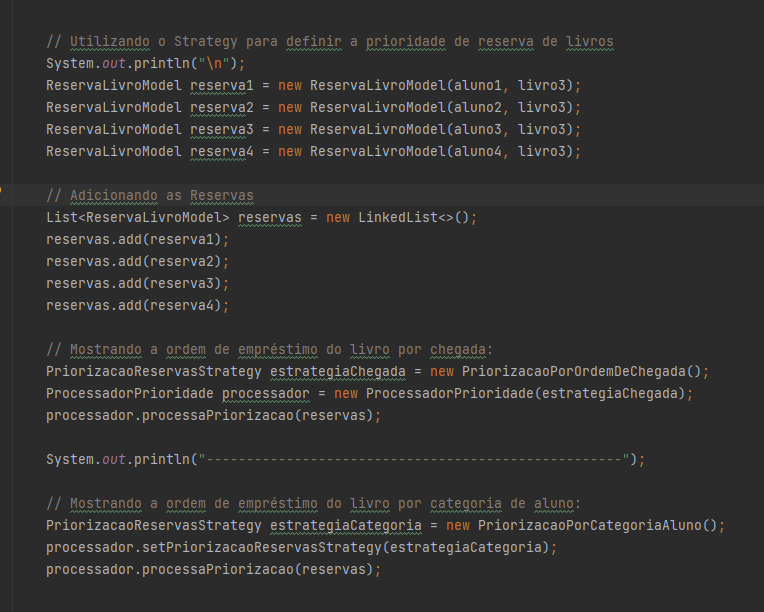 // Utilizando o Strategy para definir a prioridade de reserva de livros
System.out.println("\n");
ReservaLivroModel reserva1 = new ReservaLivroModel(aluno1, livro3);
ReservaLivroModel reserva2 = new ReservaLivroModel(aluno2, livro3);
ReservaLivroModel reserva3 = new ReservaLivroModel(aluno3, livro3);
ReservaLivroModel reserva4 = new ReservaLivroModel(aluno4, livro3);
// Adicionando as Reservas
List<ReservaLivroModel> reservas = new LinkedList<>();
reservas.add(reserva1);
reservas.add(reserva2);
reservas.add(reserva3);
reservas.add(reserva4);
// Mostrando a ordem de empréstimo do livro por chegada:
PriorizacaoReservasStrategy estrategiaChegada = new PriorizacaoPorOrdemDeChegada();
ProcessadorPrioridade processador = new ProcessadorPrioridade(estrategiaChegada);
processador.processaPriorizacao(reservas);
System.out.println("----------------------------------------------------");
// Mostrando a ordem de empréstimo do livro por categoria de aluno:
PriorizacaoReservasStrategy estrategiaCategoria = new PriorizacaoPorCategoriaAluno();
processador.setPriorizacaoReservasStrategy(estrategiaCategoria);
processador.processaPriorizacao(reservas);